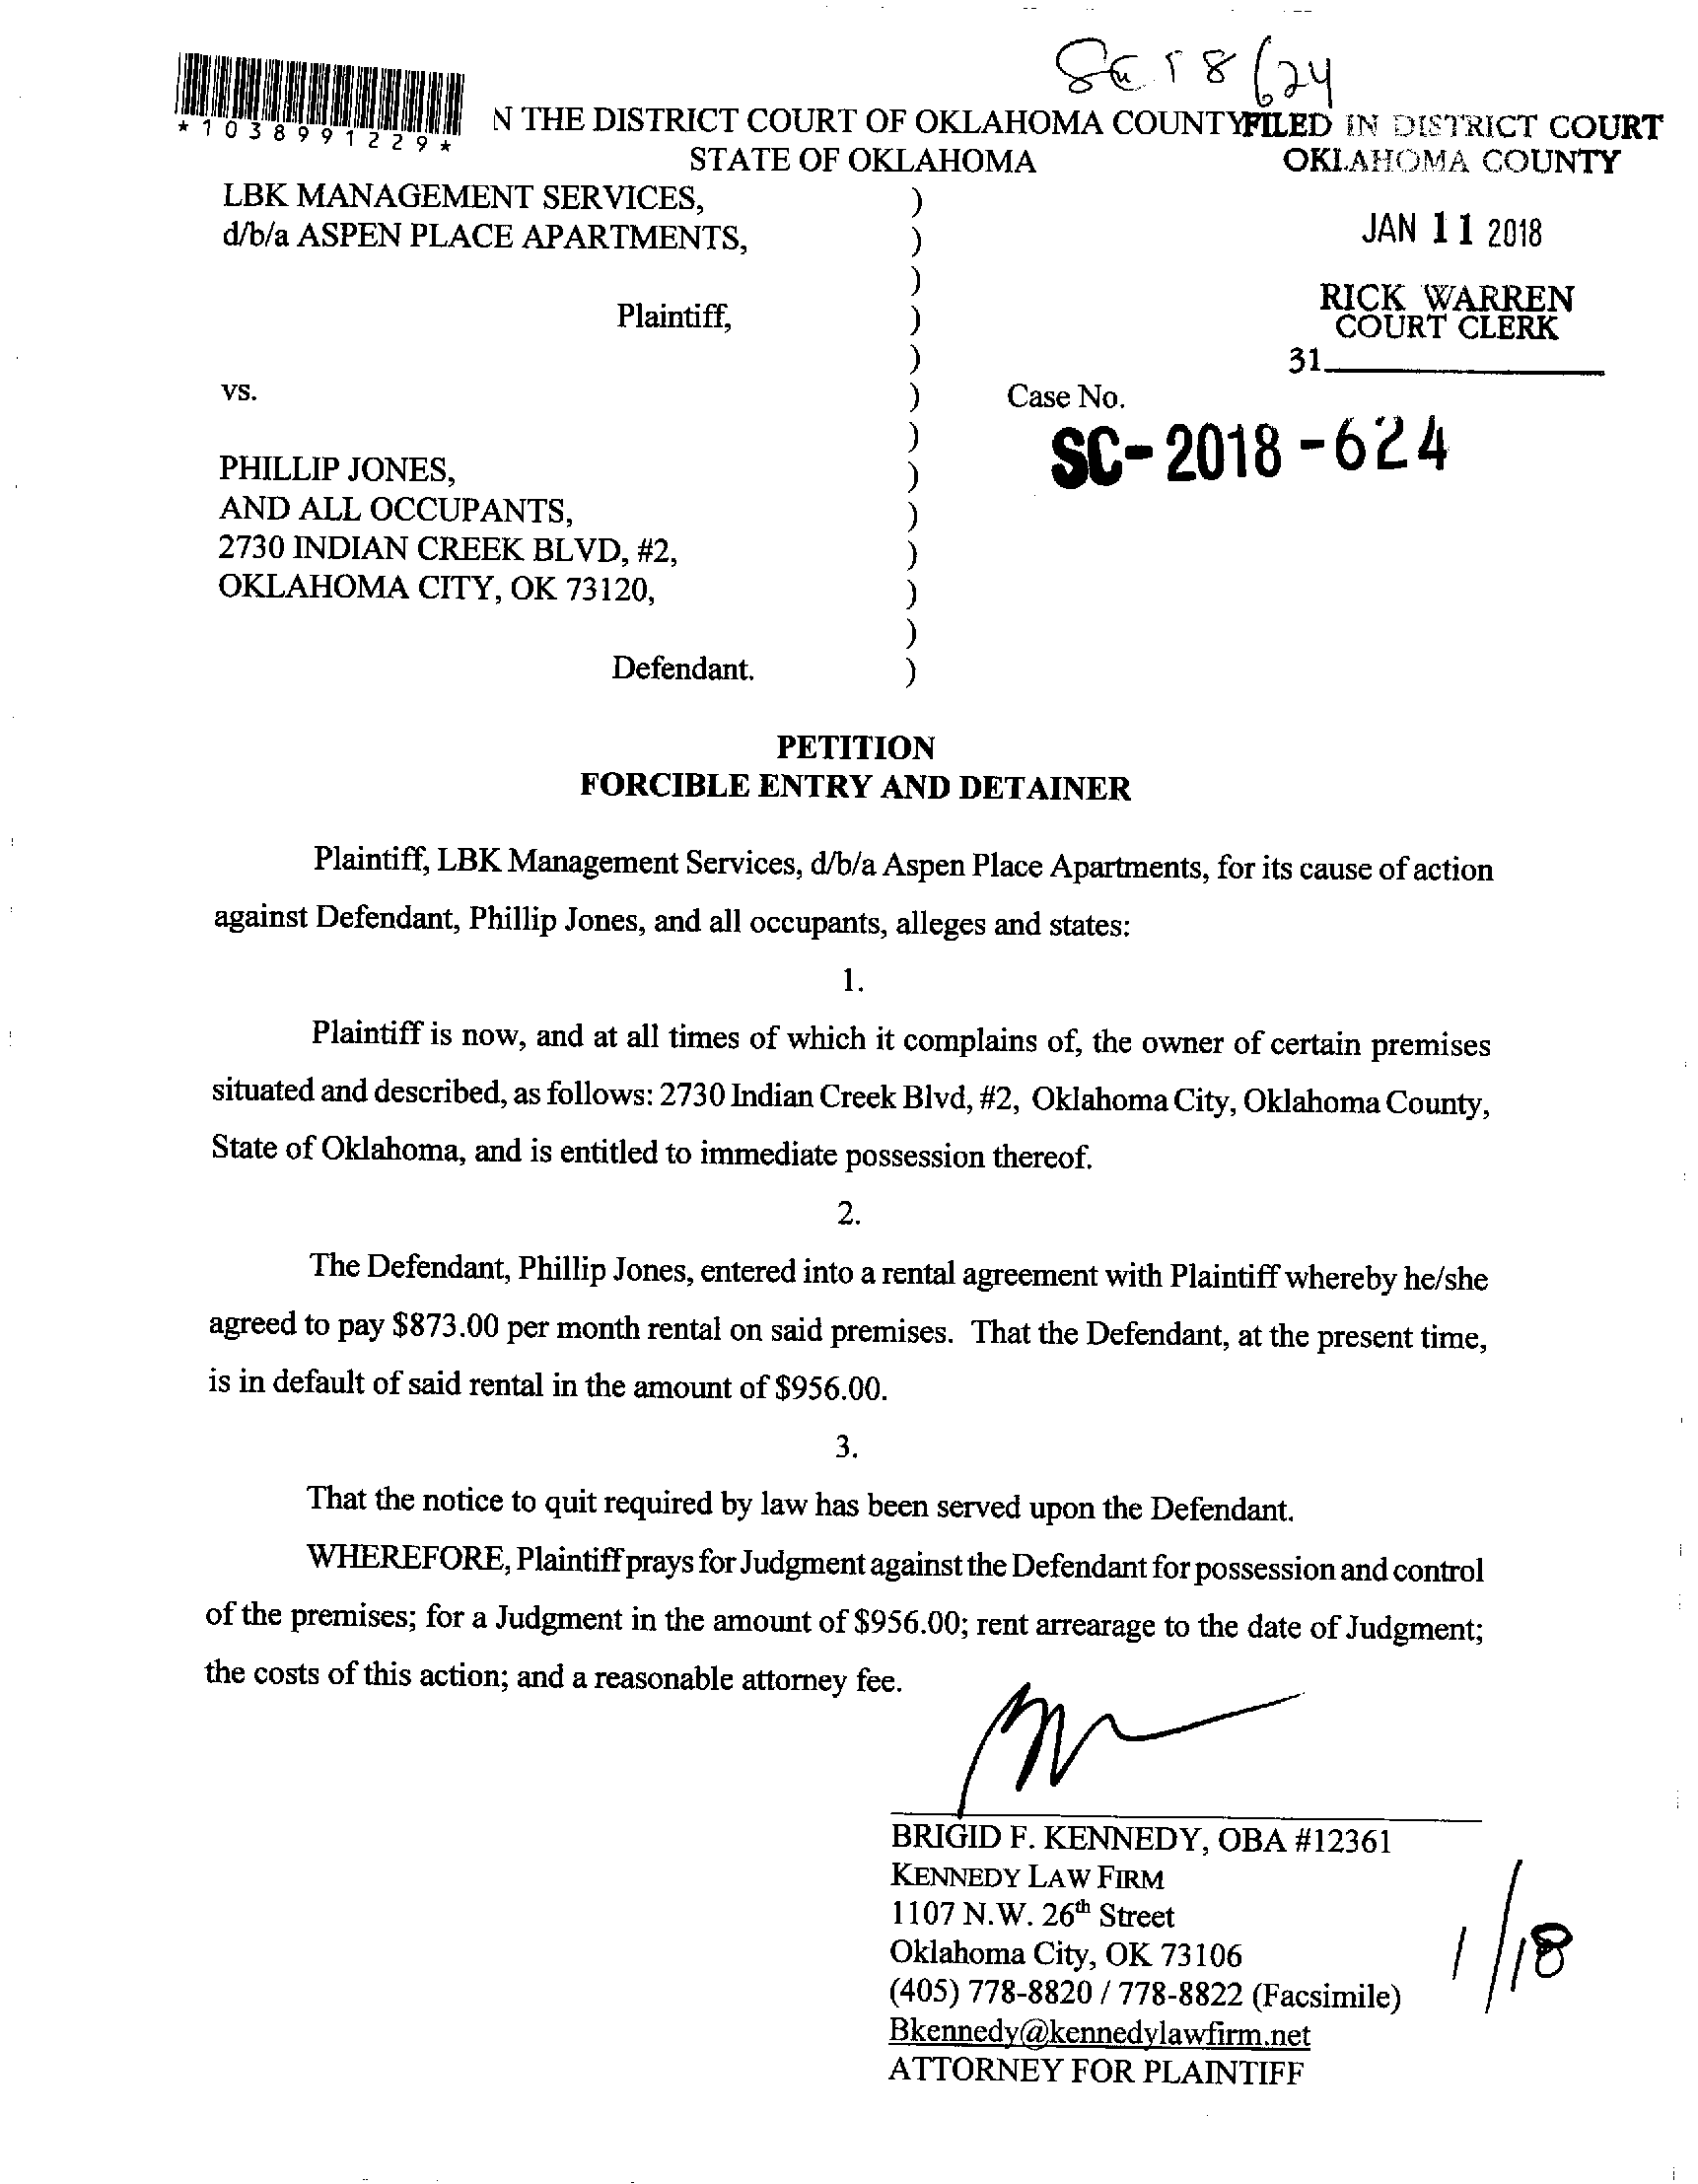 *1038991229*
N THE DISTRICT COURT OF OKLAHOMA COUNTY
STATE OF OKLAHOMA
FILED IN DISTRICT COURT
OKLAHOMA COUNTY
JAN 11 2018
RICK WARREN
COURT CLERK
31
LBK MANAGEMENT SERVICES, )
d/b/a ASPEN PLACE APARTMENTS, )
)
Plaintiff, )
)
vs. ) Case No.
) SC-2018-624
PHILLIP JONES, )
AND ALL OCCUPANTS, )
2730 INDIAN CREEK BLVD, #2, )
OKLAHOMA CITY, OK 73120, )
)
Defendant. )
PETITION
FORCIBLE ENTRY AND DETAINER
Plaintiff, LBK Management Services, d/b/a Aspen Place Apartments, for its cause of action
against Defendant, Phillip Jones, and all occupants, alleges and states:
1.
Plaintiff is now, and at all times of which it complains of, the owner of certain premises
situated and described, as follows: 2730 Indian Creek Blvd, #2, Oklahoma City, Oklahoma County,
State of Oklahoma, and is entitled to immediate possession thereof.
2.
The Defendant, Phillip Jones, entered into a rental agreement with Plaintiff whereby he/she
agreed to pay $873.00 per month rental on said premises. That the Defendant, at the present time,
is in default of said rental in the amount of $956.00.
3.
That the notice to quit required by law has been served upon the Defendant.
WHEREFORE, Plaintiff prays for Judgment against the Defendant for possession and control
of the premises; for a Judgment in the amount of $956.00; rent arrearage to the date of Judgment;
the costs of this action; and a reasonable attorney fee.
BRIGID F. KENNEDY, OBA #12361
KENNEDY LAW FIRM
1107 N.W. 26th Street
Oklahoma City, OK 73106
(405) 778-8820 / 778-8822 (Facsimile)
Bkennedy@kennedylawfirm.net
ATTORNEY FOR PLAINTIFF
1/18